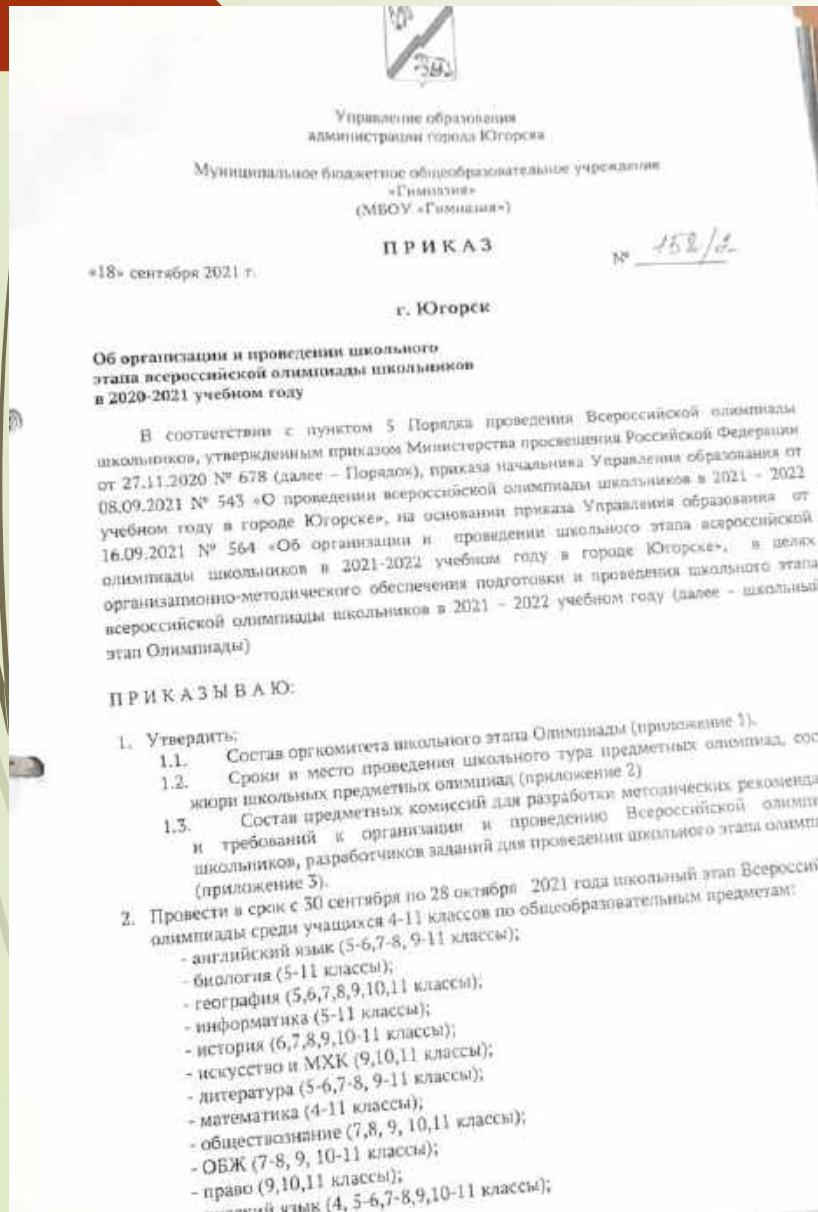 Управление образования
администрации города Югорска
Муниципальное бюджетное общеобразовательное учреждение
«Гимназия»
(МБОУ «Гимназия»)
П Р И К А З
№ 152/2
«18» сентября 2021 г.
г. Югорск
Об организации и проведении школьного
этапа всероссийской олимпиады школьников
в 2020-2021 учебном году
В соответствии с пунктом 5 Порядка проведения Всероссийской олимпиады
школьников, утвержденным приказом Министерства просвещения Российской Федерации
от 27.11.2020 № 678 (далее – Порядок), приказа начальника Управления образования от
08.09.2021 № 543 «О проведении всероссийской олимпиады школьников в 2021 – 2022
учебном году в городе Югорске», на основании приказа Управления образования от
16.09.2021 № 564 «Об организации и проведении школьного этапа всероссийской
олимпиады школьников в 2021-2022 учебном году в городе Югорске», в целях
организационно-методического обеспечения подготовки и проведения школьного этапа
всероссийской олимпиады школьников в 2021 – 2022 учебном году (далее – школьный
этап Олимпиады)
П Р И К А З Ы В А Ю:
1. Утвердить:
1.1. Состав оргкомитета школьного этапа Олимпиады (приложение 1).
1.2. Сроки и место проведения школьного тура предметных олимпиад, сос
жюри школьных предметных олимпиад (приложение 2)
1.3. Состав предметных комиссий для разработки методических рекоменда
и требований к организации и проведению Всероссийской олимпи
школьников, разработчиков заданий для проведения школьного этапа олимпи
(приложение 3).
2. Провести в срок с 30 сентября по 28 октября 2021 года школьный этап Всероссий
олимпиады среди учащихся 4-11 классов по общеобразовательным предметам:
- английский язык (5-6,7-8, 9-11 классы);
- биология (5-11 классы);
- география (5,6,7,8,9,10,11 классы);
- информатика (5-11 классы);
- история (6,7,8,9,10-11 классы);
- искусство и МХК (9,10,11 классы);
- литература (5-6,7-8, 9-11 классы);
- математика (4-11 классы);
- обществознание (7,8, 9, 10,11 классы);
- ОБЖ (7-8, 9, 10-11 классы);
- право (9,10,11 классы);
язык (4, 5-6,7-8,9,10-11 классы);